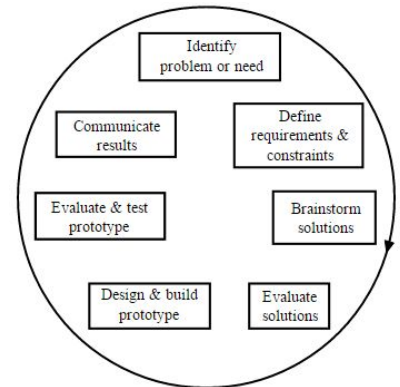 Identify
problem or need
Define
requirements &
constraints
Brainstorm
solutions
Evaluate
solutions
Design & build
prototype
Evaluate & test
prototype
Communicate
results